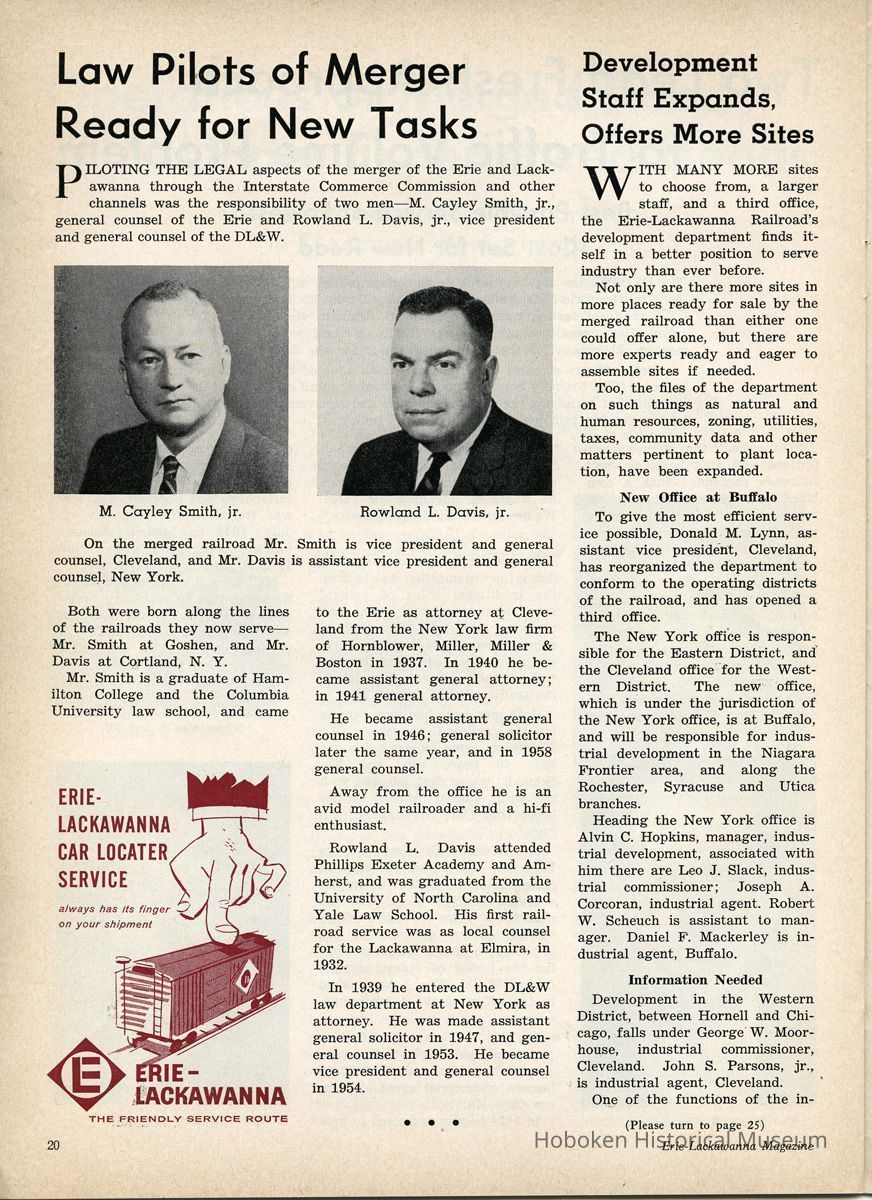 Law Pilots of Merger
Ready for New Tasks
PILOTING THE LEGAL aspects of the merger of the Erie and Lack-
awanna through the Interstate Commerce Commission and other
channels was the responsibility of two men—M. Cayley Smith, jr.,
general counsel of the Erie and Rowland L. Davis, jr., vice president
and general counsel of the DL&W.
M. Cayley Smith, jr.
Rowland L. Davis, jr.
On the merged railroad Mr. Smith is vice president and general
counsel, Cleveland, and Mr. Davis is assistant vice president and general
counsel, New York.
Both were born along the lines
of the railroads they now serve—
Mr. Smith at Goshen, and Mr.
Davis at Cortland, N. Y.
Mr. Smith is a graduate of Ham-
ilton College and the Columbia
University law school, and came
to the Erie as attorney at Cleve-
land from the New York law firm
of Hornblower, Miller, Miller &
Boston in 1937. In 1940 he be-
came assistant general attorney;
in 1941 general attorney.
He became assistant general
counsel in 1946; general solicitor
later the same year, and in 1958
general counsel.
Away from the office he is an
avid model railroader and a hi-fi
enthusiast.
Rowland L. Davis attended
Phillips Exeter Academy and Am-
herst, and was graduated from the
University of North Carolina and
Yale Law School. His first rail-
road service was as local counsel
for the Lackawanna at Elmira, in
1932.
In 1939 he entered the DL&W
law department at New York as
attorney. He was made assistant
general solicitor in 1947, and gen-
eral counsel in 1953. He became
vice president and general counsel
in 1954.
• • •
ERIE-
LACKAWANNA
CAR LOCATER
SERVICE
always has its finger
on your shipment
E
ERIE-
LACKAWANNA
THE FRIENDLY SERVICE ROUTE
Development
Staff Expands,
Offers More Sites
WITH MANY MORE sites
to choose from, a larger
staff, and a third office,
the Erie-Lackawanna Railroad's
development department finds it-
self in a better position to serve
industry than ever before.
Not only are there more sites in
more places ready for sale by the
merged railroad than either one
could offer alone, but there are
more experts ready and eager to
assemble sites if needed.
Too, the files of the department
on such things as natural and
human resources, zoning, utilities,
taxes, community data and other
matters pertinent to plant loca-
tion, have been expanded.
New Office at Buffalo
To give the most efficient serv-
ice possible, Donald M. Lynn, as-
sistant vice president, Cleveland,
has reorganized the department to
conform to the operating districts
of the railroad, and has opened a
third office.
The New York office is respon-
sible for the Eastern District, and
the Cleveland office for the West-
ern District. The new office,
which is under the jurisdiction of
the New York office, is at Buffalo,
and will be responsible for indus-
trial development in the Niagara
Frontier area, and along the
Rochester, Syracuse and Utica
branches.
Heading the New York office is
Alvin C. Hopkins, manager, indus-
trial development, associated with
him there are Leo J. Slack, indus-
trial commissioner; Joseph A.
Corcoran, industrial agent. Robert
W. Scheuch is assistant to man-
ager. Daniel F. Mackerley is in-
dustrial agent, Buffalo.
Information Needed
Development in the Western
District, between Hornell and Chi-
cago, falls under George W. Moor-
house, industrial commissioner,
Cleveland. John S. Parsons, jr.,
is industrial agent, Cleveland.
One of the functions of the in-
(Please turn to page 25)
20
Erie-Lackawanna Magazine
Hoboken Historical Museum